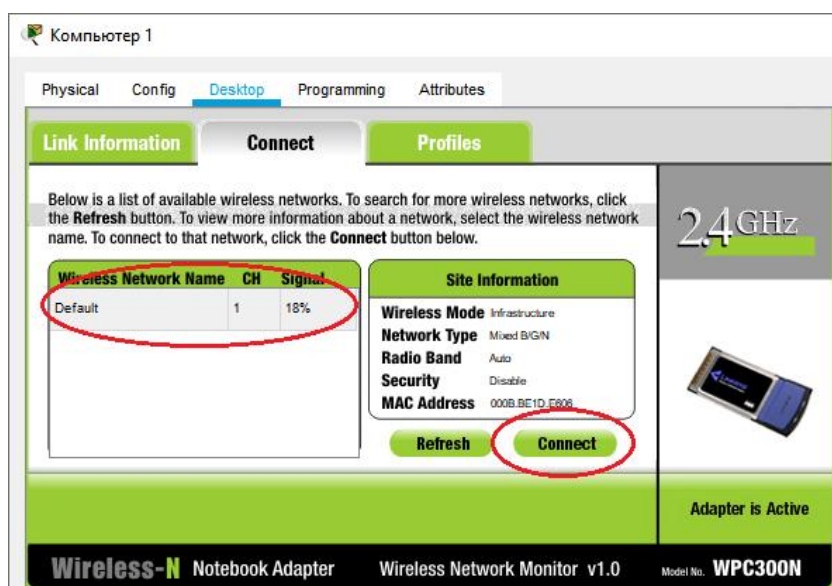 Компьютер 1
Physical Config Desktop Programming Attributes
Link Information Connect Profiles
Below is a list of available wireless networks. To search for more wireless networks, click
the Refresh button. To view more information about a network, select the wireless network
name. To connect to that network, click the Connect button below.
2.4GHz
Wireless Network Name CH Signal
Default 1 18%
Site Information
Wireless Mode Infrastructure
Network Type Mixed B/G/N
Radio Band Auto
Security Disable
MAC Address 000B.BE1D.E606
Refresh Connect
Adapter is Active
Wireless-N Notebook Adapter Wireless Network Monitor v1.0 Model No. WPC300N